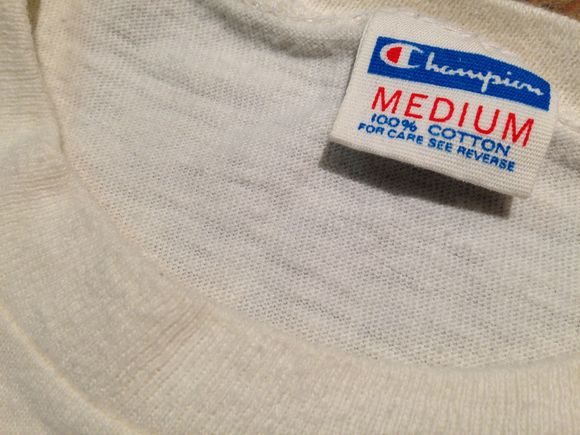 Champion
MEDIUM
100% COTTON
FOR CARE SEE REVERSE